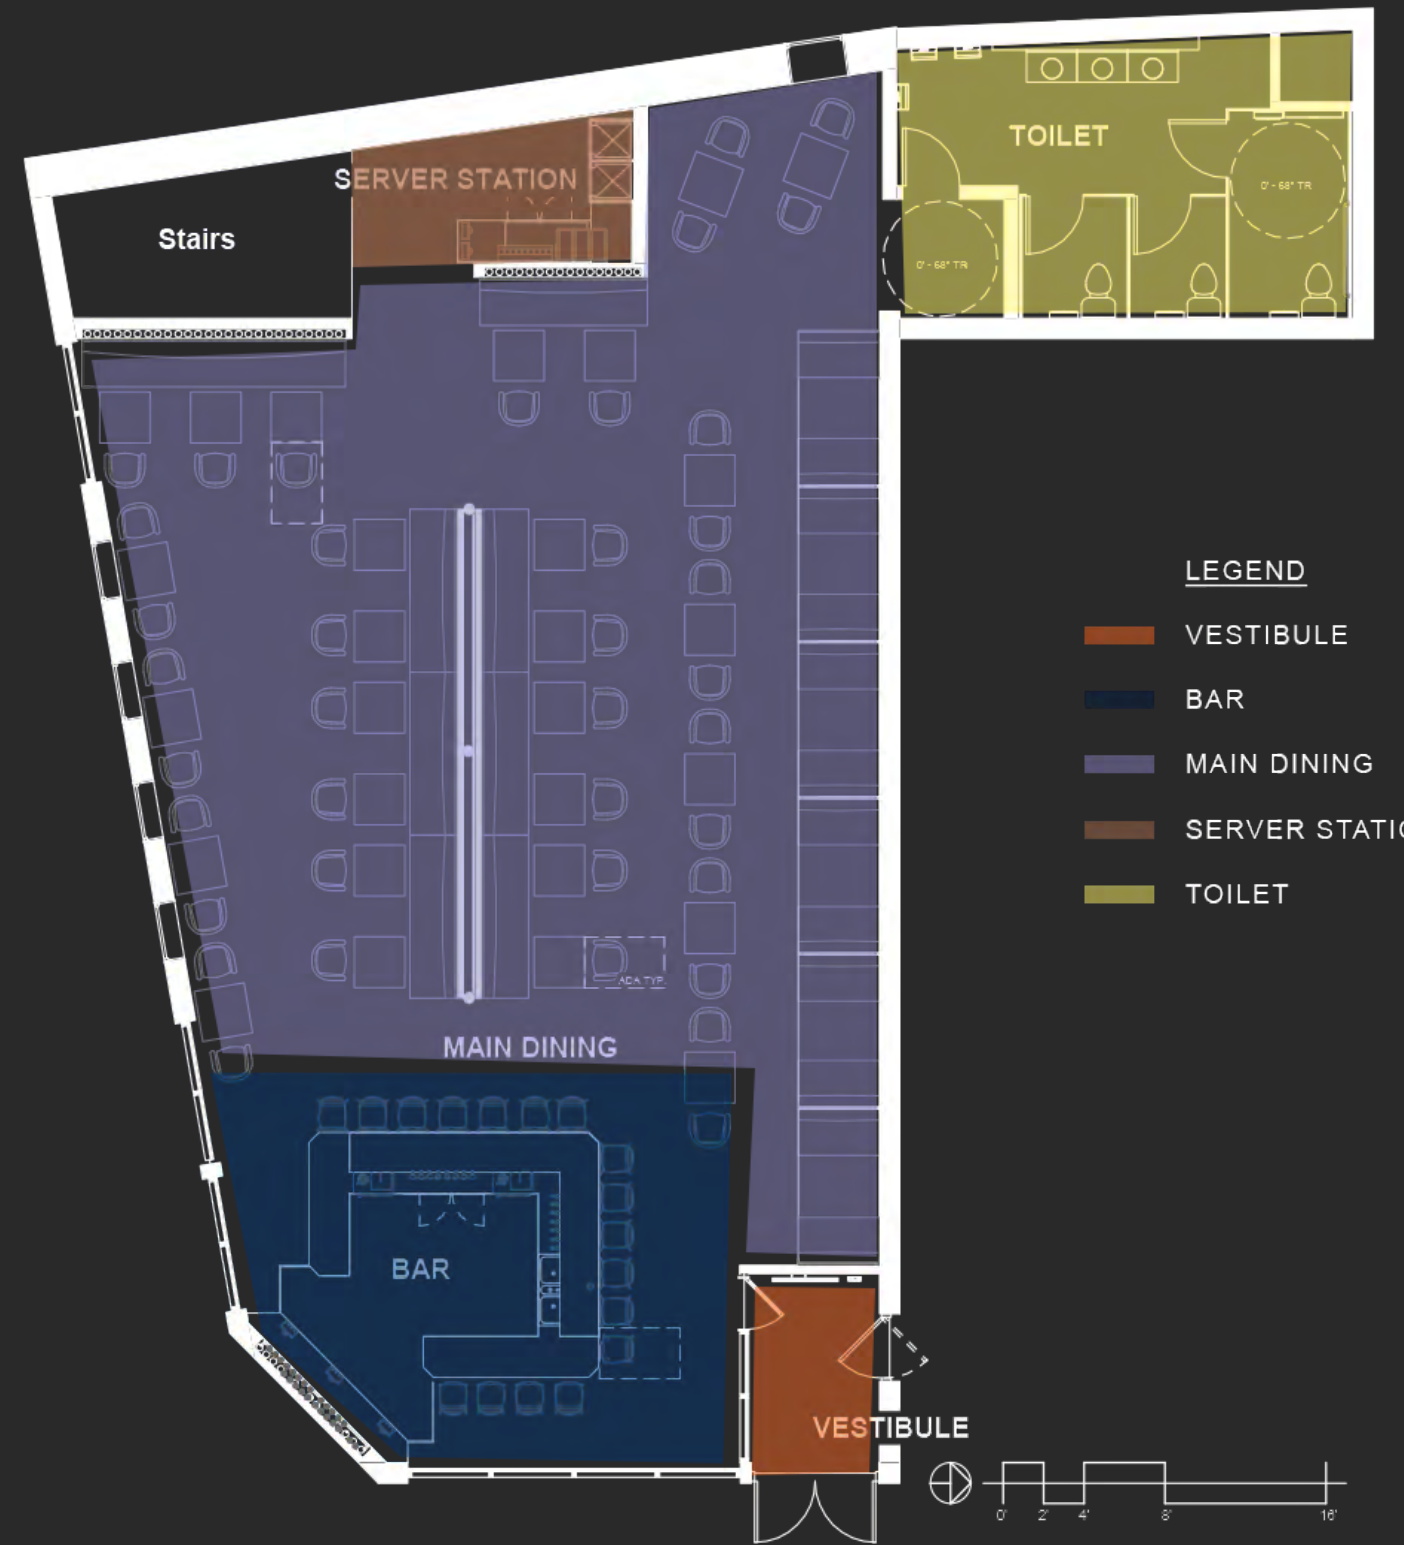 TOILET
SERVER STATION
0' - 68" TR
Stairs
0' - 68" TR
LEGEND
VESTIBULE
BAR
MAIN DINING
SERVER STATIO
TOILET
ADA TYP.
MAIN DINING
BAR
VESTIBULE
0' 2' 4' 8' 16'